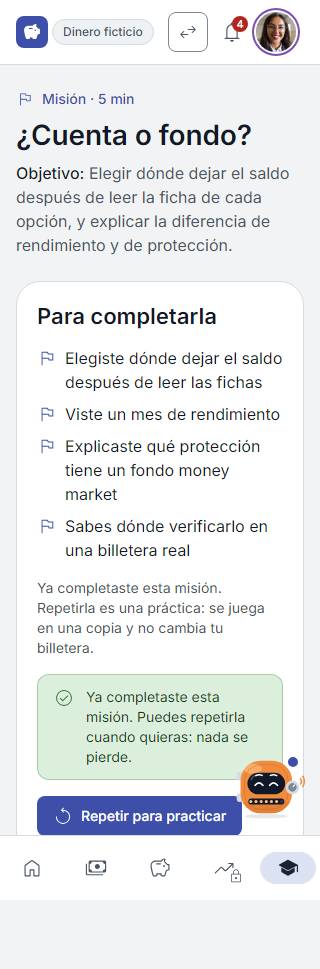 Dinero ficticio
4
Misión · 5 min
¿Cuenta o fondo?
Objetivo: Elegir dónde dejar el saldo
después de leer la ficha de cada
opción, y explicar la diferencia de
rendimiento y de protección.
Para completarla
Elegiste dónde dejar el saldo
después de leer las fichas
Viste un mes de rendimiento
Explicaste qué protección
tiene un fondo money
market
Sabes dónde verificarlo en
una billetera real
Ya completaste esta misión.
Repetirla es una práctica: se juega
en una copia y no cambia tu
billetera.
Ya completaste esta
misión. Puedes repetirla
cuando quieras: nada se
pierde.
Repetir para practicar